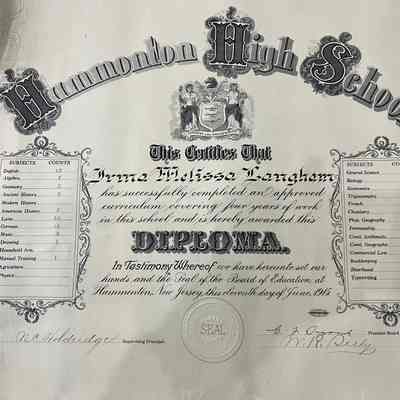 Hammonton High School
This Certifies That
Irma Melissa Langham
has successfully completed an approved
curriculum covering four years of work
in this school and is hereby awarded this
DIPLOMA.
In Testimony Whereof we have hereunto set our
hands and the Seal of the Board of Education, at
Hammonton, New Jersey, this eleventh day of June, 1915
SUBJECTS COUNTS
English
Algebra
Geometry
Ancient History
Modern History
American History
Latin
German
Music
Drawing
Household Arts
Manual Training 1
Agriculture
Physics
SUBJECTS
General Science
Biology
Economics
Trigonometry
French
Chemistry
Phys. Geography
Penmanship
Coml. Arithmetic
Coml. Geography
Commercial Law
Bookkeeping
Shorthand
Typewriting
SEAL
N.C. Holdridge
Supervising Principal.
President Board